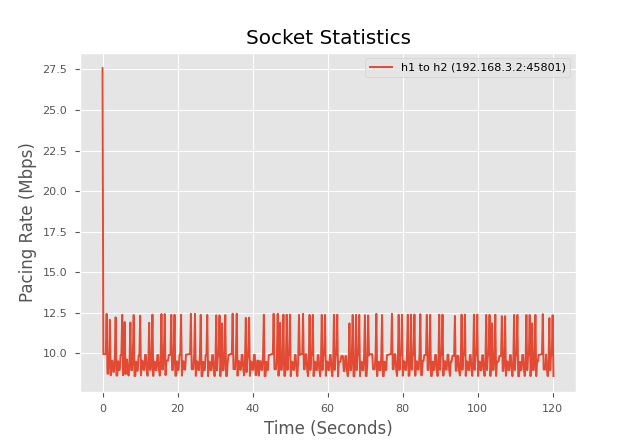 Socket Statistics
h1 to h2 (192.168.3.2:45801)
Pacing Rate (Mbps)
27.5
25.0
22.5
20.0
17.5
15.0
12.5
10.0
0 20 40 60 80 100 120
Time (Seconds)